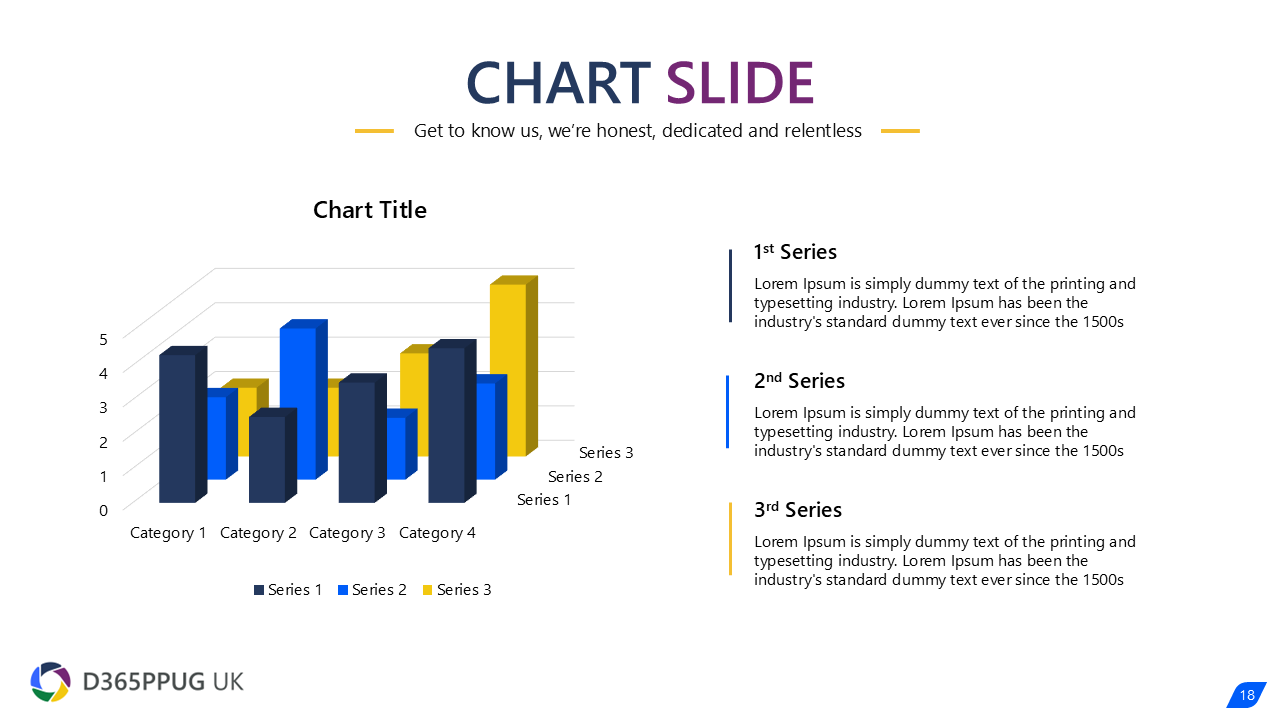 CHART SLIDE
Get to know us, we’re honest, dedicated and relentless
Chart Title
5
4
3
2
1
0
Series 3
Series 2
Series 1
Category 1 Category 2 Category 3 Category 4
Series 1 Series 2 Series 3
1st Series
Lorem Ipsum is simply dummy text of the printing and
typesetting industry. Lorem Ipsum has been the
industry's standard dummy text ever since the 1500s
2nd Series
Lorem Ipsum is simply dummy text of the printing and
typesetting industry. Lorem Ipsum has been the
industry's standard dummy text ever since the 1500s
3rd Series
Lorem Ipsum is simply dummy text of the printing and
typesetting industry. Lorem Ipsum has been the
industry's standard dummy text ever since the 1500s
D365PPUG UK
18